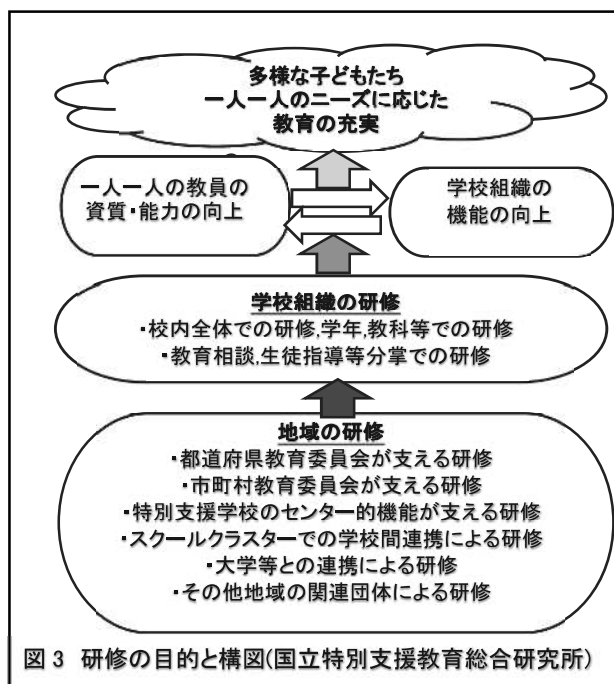 多様な子どもたち
一人一人のニーズに応じた
教育の充実
一人一人の教員の
資質・能力の向上
学校組織の
機能の向上
学校組織の研修
・校内全体での研修,学年,教科等での研修
・教育相談,生徒指導等分掌での研修
地域の研修
・都道府県教育委員会が支える研修
・市町村教育委員会が支える研修
・特別支援学校のセンター的機能が支える研修
・スクールクラスターでの学校間連携による研修
・大学等との連携による研修
・その他地域の関連団体による研修
図3 研修の目的と構図(国立特別支援教育総合研究所)